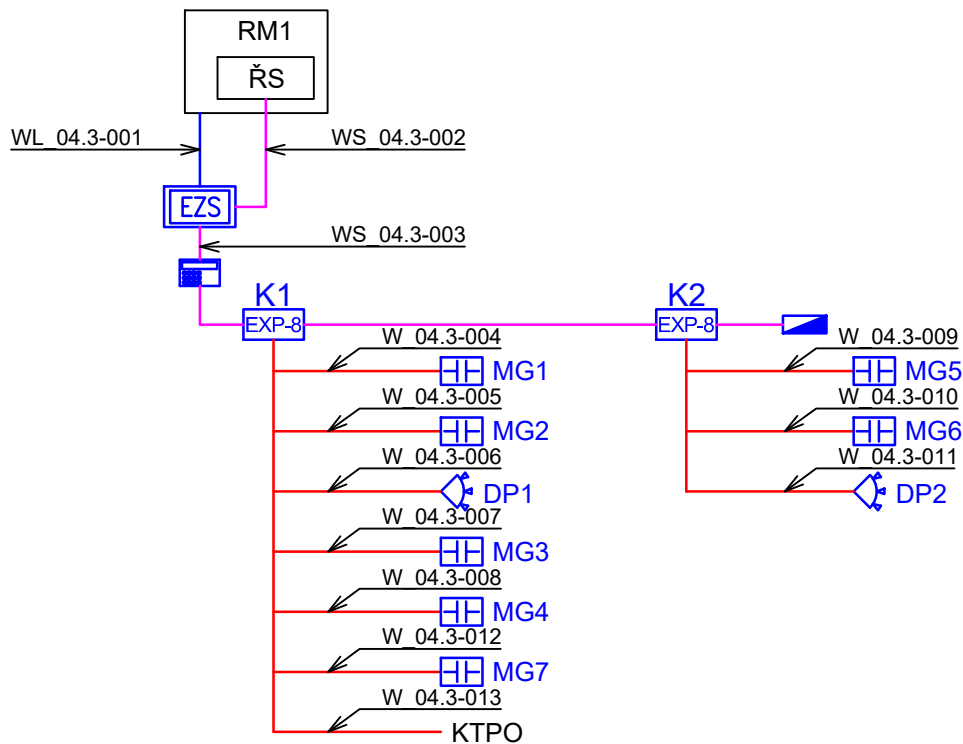 RM1
ŘS
WL_04.3-001
WS_04.3-002
EZS
WS_04.3-003
K1
EXP-8
K2
EXP-8
W_04.3-004
MG1
W_04.3-005
MG2
W_04.3-006
DP1
W_04.3-007
MG3
W_04.3-008
MG4
W_04.3-012
MG7
W_04.3-013
KTPO
W_04.3-009
MG5
W_04.3-010
MG6
W_04.3-011
DP2